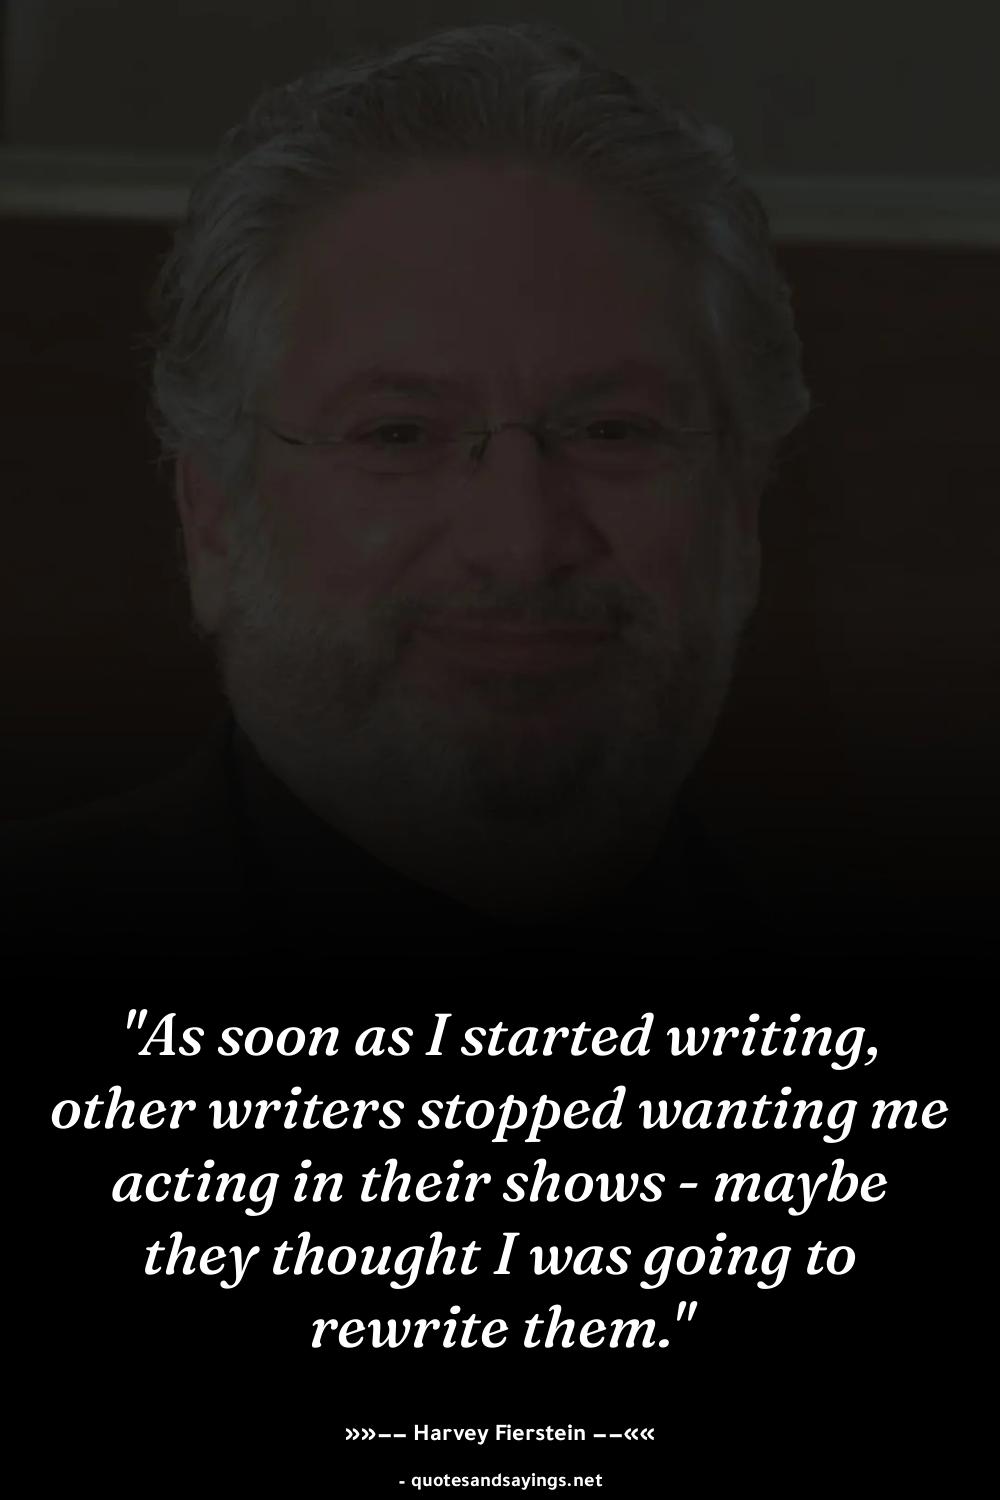 "As soon as I started writing,
other writers stopped wanting me
acting in their shows - maybe
they thought I was going to
rewrite them."
»»−− Harvey Fierstein −−««
- quotesandsayings.net